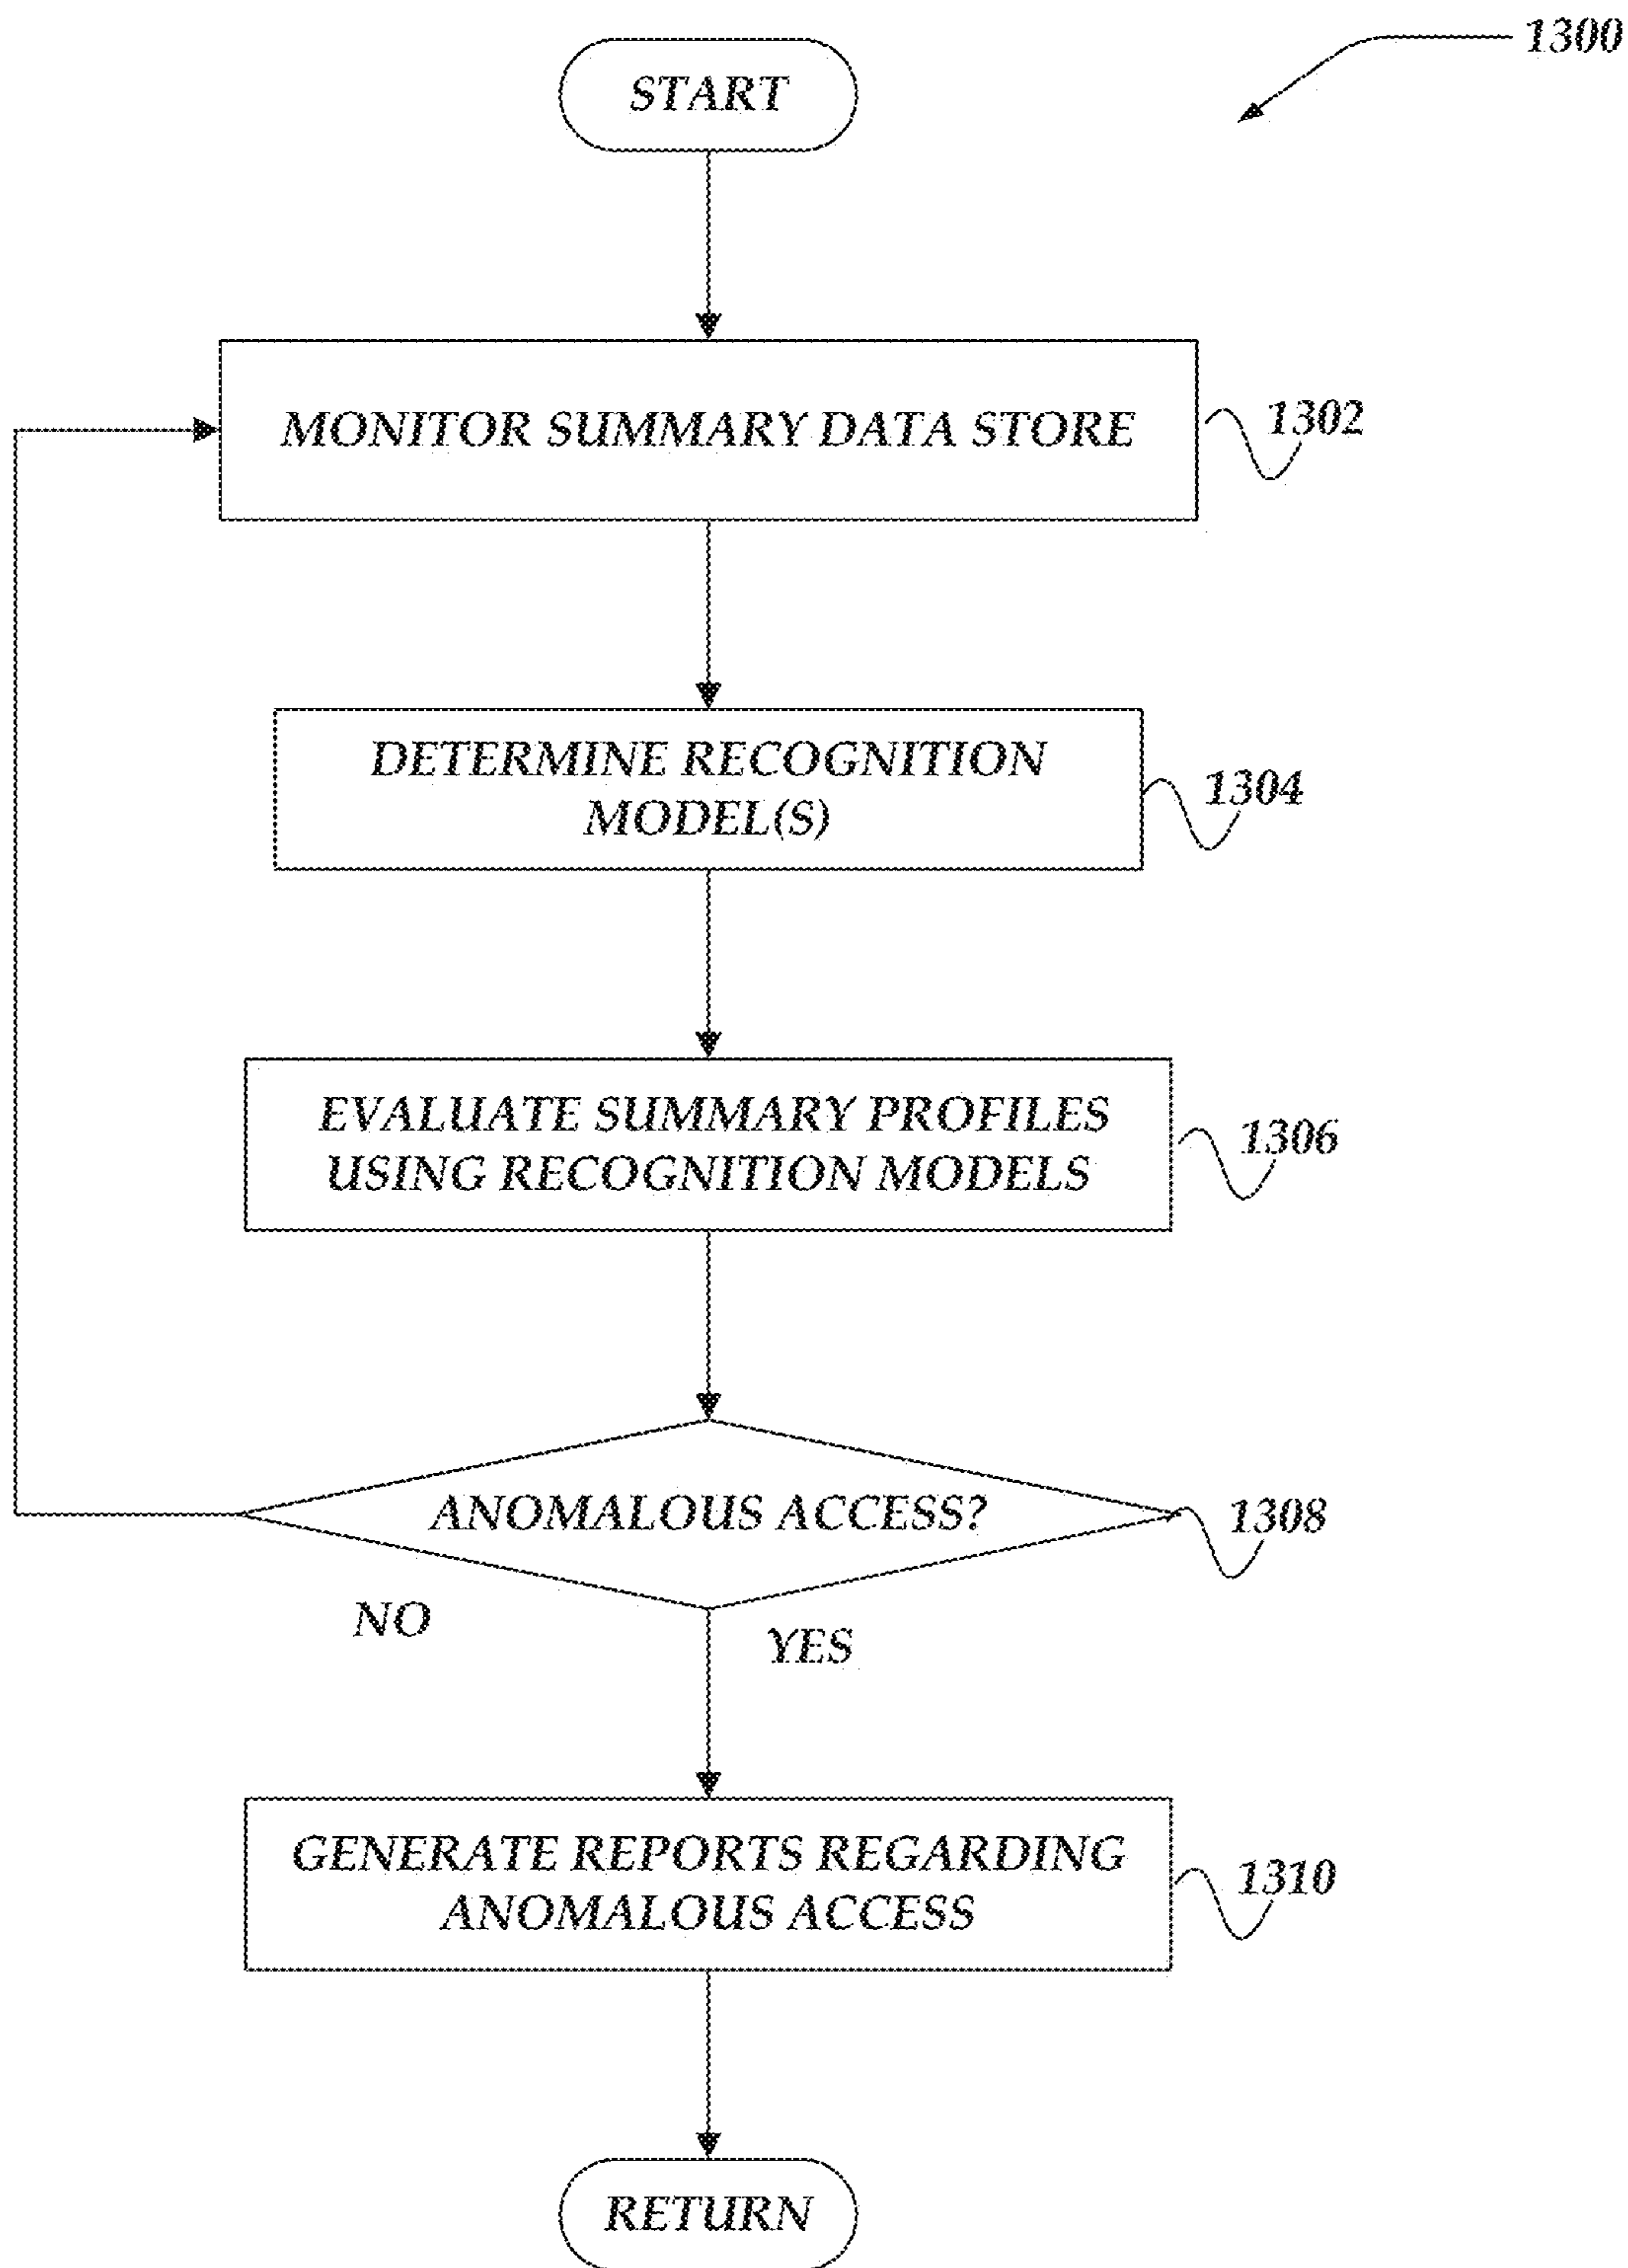 1300
START
MONITOR SUMMARY DATA STORE
1302
DETERMINE RECOGNITION
MODEL(S)
1304
EVALUATE SUMMARY PROFILES
USING RECOGNITION MODELS
1306
ANOMALOUS ACCESS?
1308
NO
YES
GENERATE REPORTS REGARDING
ANOMALOUS ACCESS
1310
RETURN